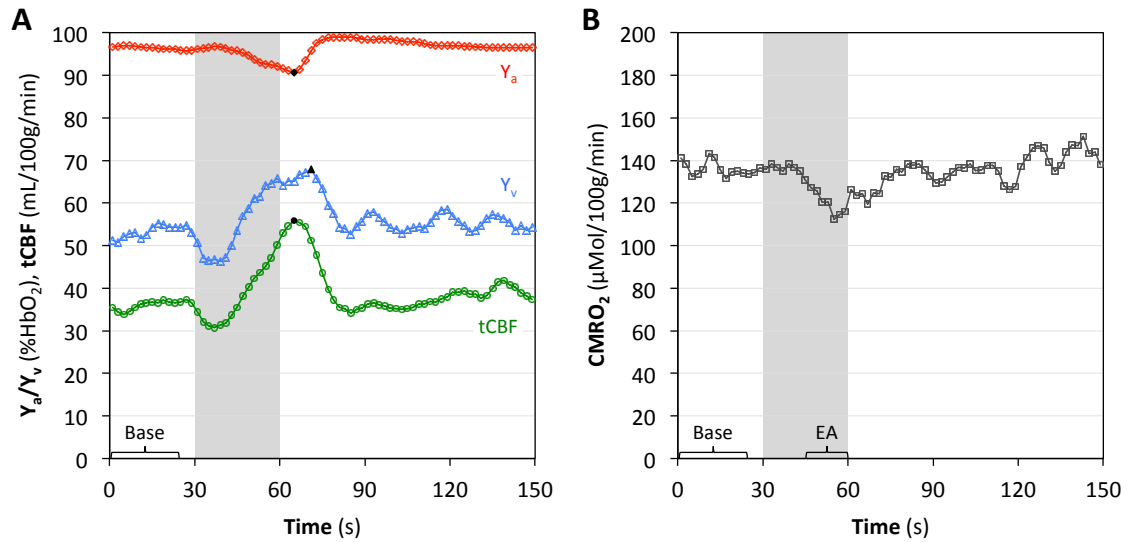 A
Yₐ/Yᵥ (%HbO₂), tCBF (mL/100g/min)
100
90
80
70
60
50
40
30
20
10
0
Yₐ
Yᵥ
tCBF
Base
0 30 60 90 120 150
Time (s)
B
CMRO₂ (µMol/100g/min)
200
180
160
140
120
100
80
60
40
20
0
Base
EA
0 30 60 90 120 150
Time (s)